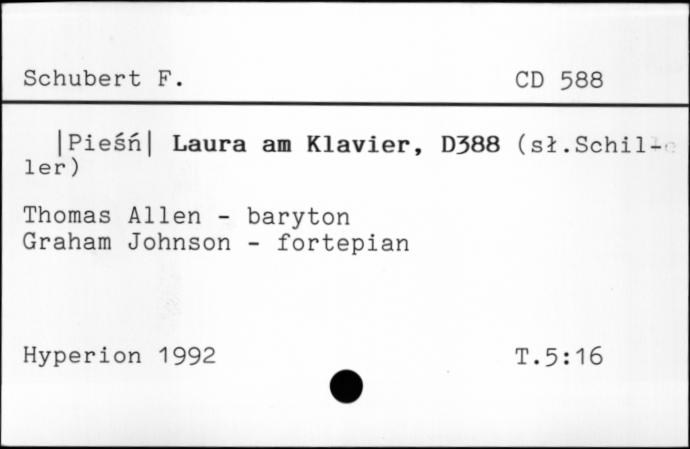 Schubert F. CD 588
|Pieśń| Laura am Klavier, D388 (sł.Schil-
ler)
Thomas Allen - baryton
Graham Johnson - fortepian
Hyperion 1992 T.5:16